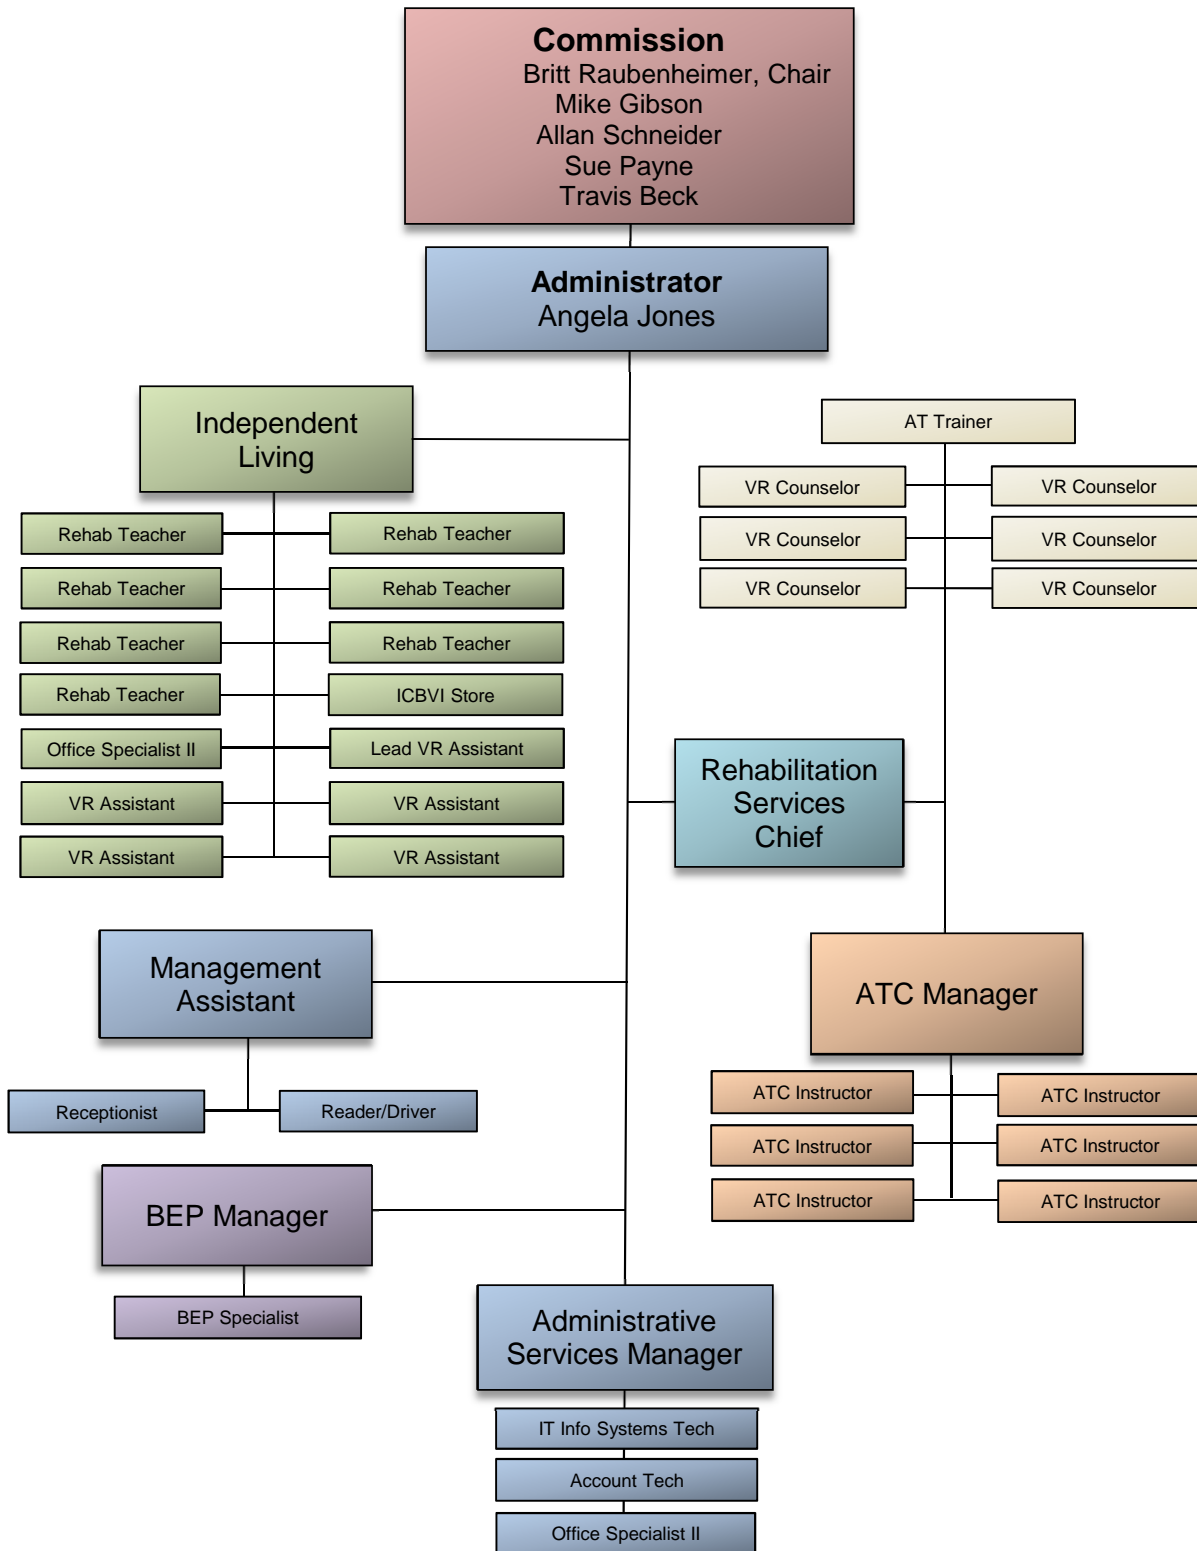 Commission
Britt Raubenheimer, Chair
Mike Gibson
Allan Schneider
Sue Payne
Travis Beck
Administrator
Angela Jones
Independent
Living
Rehab Teacher
Rehab Teacher
Rehab Teacher
Rehab Teacher
Rehab Teacher
Rehab Teacher
Rehab Teacher
ICBVI Store
Office Specialist II
Lead VR Assistant
VR Assistant
VR Assistant
VR Assistant
VR Assistant
AT Trainer
VR Counselor
VR Counselor
VR Counselor
VR Counselor
VR Counselor
VR Counselor
Rehabilitation
Services
Chief
Management
Assistant
Receptionist
Reader/Driver
ATC Manager
ATC Instructor
ATC Instructor
ATC Instructor
ATC Instructor
ATC Instructor
ATC Instructor
BEP Manager
BEP Specialist
Administrative
Services Manager
IT Info Systems Tech
Account Tech
Office Specialist II